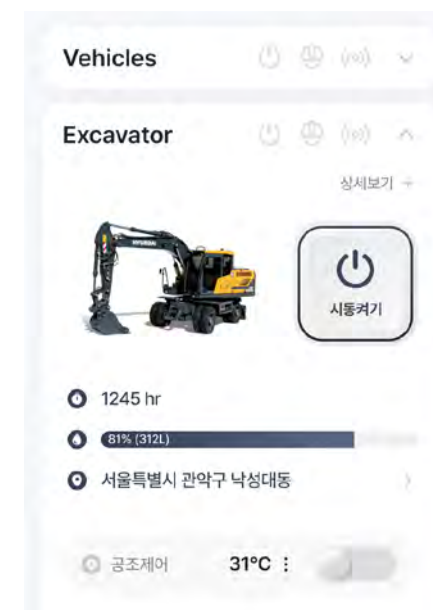 Vehicles
Excavator
상세보기 +
HYUNDAI
시동켜기
1245 hr
81% (312L)
서울특별시 관악구 낙성대동
공조제어 31°C